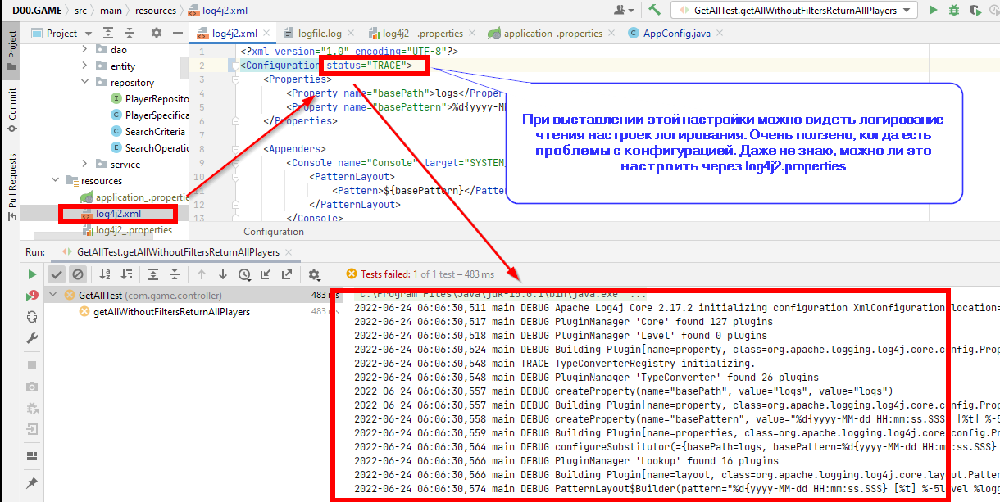 D00.GAME src main resources log4j2.xml GetAllTest.getAllWithoutFiltersReturnAllPlayers
Project log4j2.xml logfile.log log4j2__.properties application_.properties AppConfig.java
Project
Commit
Pull Requests
dao
entity
repository
PlayerReposito
PlayerSpecifica
SearchCriteria
SearchOperatio
service
resources
application_.propertie
log4j2.xml
log4j2_.properties
1 <?xml version="1.0" encoding="UTF-8"?>
2 <Configuration status="TRACE">
3 <Properties>
4 <Property name="basePath">logs</Proper
5 <Property name="basePattern">%d{yyyy-MM
6 </Properties>
7
8 <Appenders>
9 <Console name="Console" target="SYSTEM_
10 <PatternLayout>
11 <Pattern>${basePattern}</Patte
12 </PatternLayout>
13 </Console>
Configuration
При выставлении этой настройки можно видеть логирование
чтения настроек логирования. Очень ползено, когда есть
проблемы с конфигурацией. Даже не знаю, можно ли это
настроить через log4j2.properties
Run: GetAllTest.getAllWithoutFiltersReturnAllPlayers
Tests failed: 1 of 1 test – 483 ms
GetAllTest (com.game.controller) 483 ms
getAllWithoutFiltersReturnAllPlayers 483 ms
C:\Program Files\Java\jdk-15.0.1\bin\java.exe" ...
2022-06-24 06:06:30,511 main DEBUG Apache Log4j Core 2.17.2 initializing configuration XmlConfiguration[location=
2022-06-24 06:06:30,517 main DEBUG PluginManager 'Core' found 127 plugins
2022-06-24 06:06:30,518 main DEBUG PluginManager 'Level' found 0 plugins
2022-06-24 06:06:30,524 main DEBUG Building Plugin[name=property, class=org.apache.logging.log4j.core.config.Prop
2022-06-24 06:06:30,548 main TRACE TypeConverterRegistry initializing.
2022-06-24 06:06:30,548 main DEBUG PluginManager 'TypeConverter' found 26 plugins
2022-06-24 06:06:30,557 main DEBUG createProperty(name="basePath", value="logs", value="logs")
2022-06-24 06:06:30,557 main DEBUG Building Plugin[name=property, class=org.apache.logging.log4j.core.config.Prop
2022-06-24 06:06:30,558 main DEBUG createProperty(name="basePattern", value="%d{yyyy-MM-dd HH:mm:ss.SSS} [%t] %-5
2022-06-24 06:06:30,559 main DEBUG Building Plugin[name=properties, class=org.apache.logging.log4j.core.config.Pr
2022-06-24 06:06:30,564 main DEBUG configureSubstitutor(={basePath=logs, basePattern=%d{yyyy-MM-dd HH:mm:ss.SSS}
2022-06-24 06:06:30,566 main DEBUG PluginManager 'Lookup' found 16 plugins
2022-06-24 06:06:30,566 main DEBUG Building Plugin[name=layout, class=org.apache.logging.log4j.core.layout.Patter
2022-06-24 06:06:30,574 main DEBUG PatternLayout$Builder(pattern="%d{yyyy-MM-dd HH:mm:ss.SSS} [%t] %-5level %logg